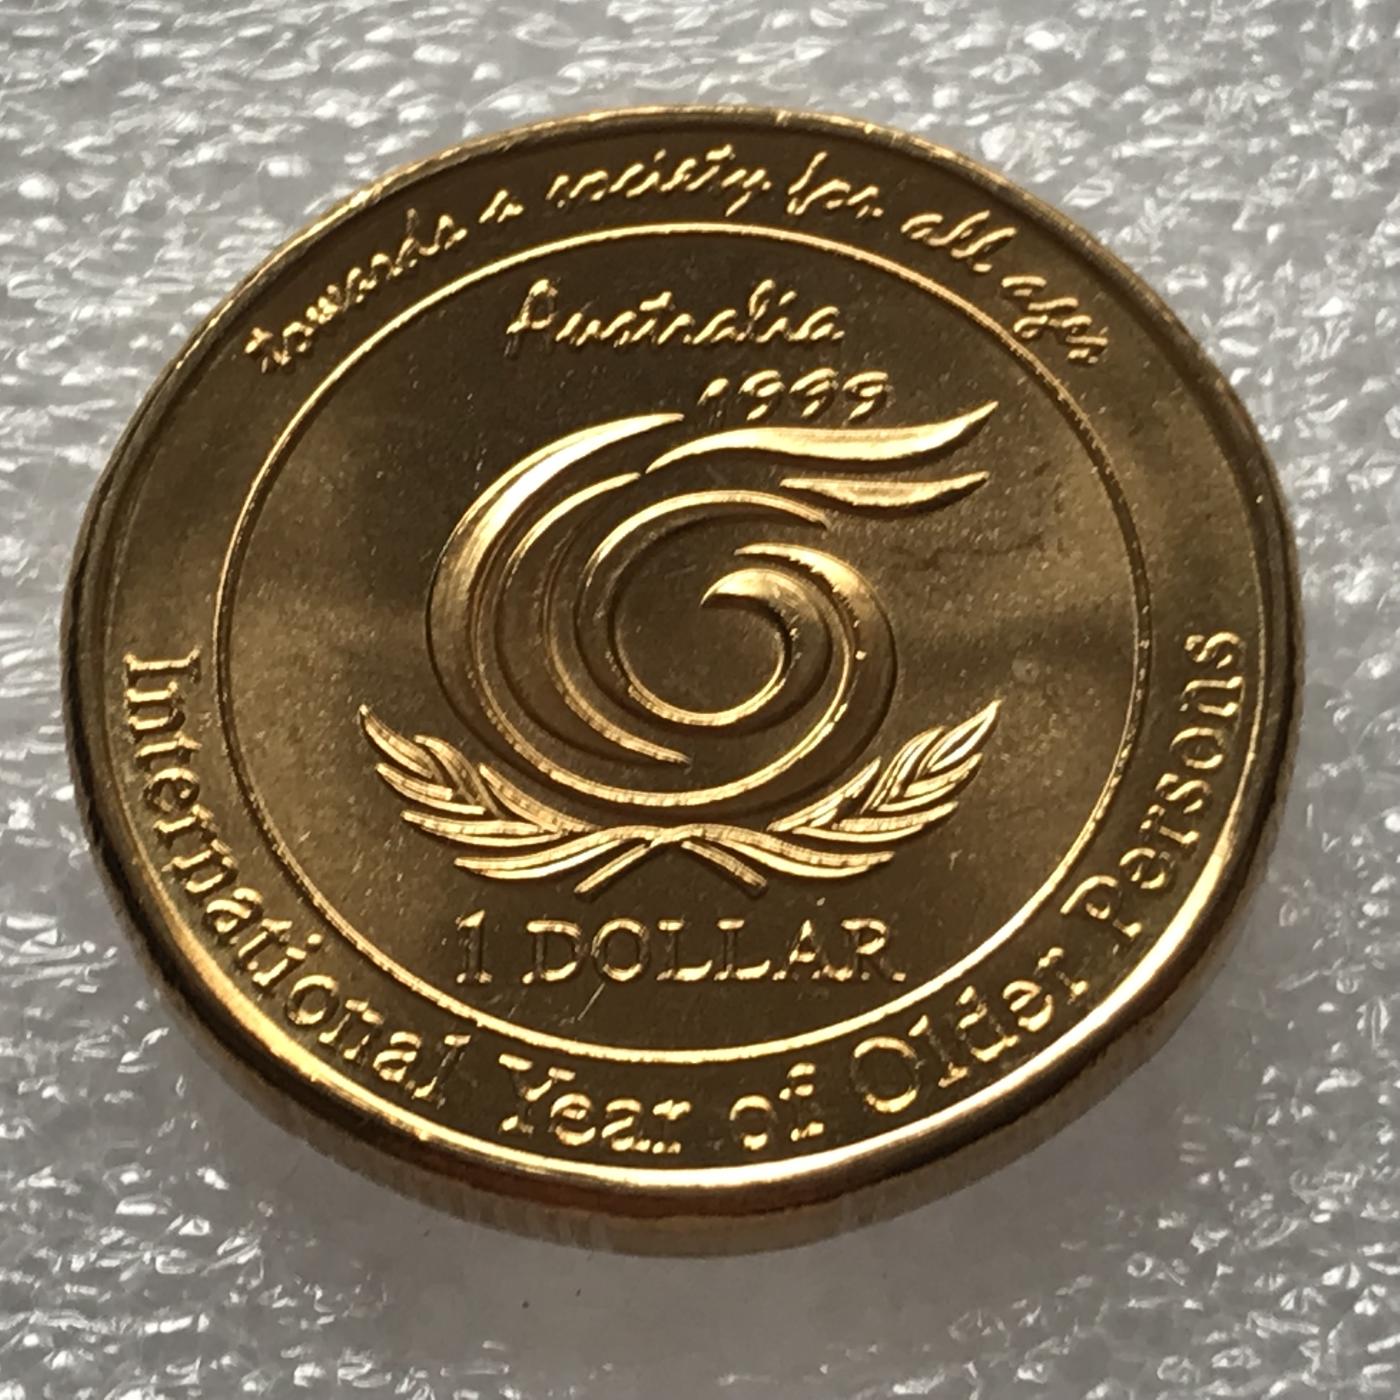 towards a society for all ages
Australia
1999
1 DOLLAR
International Year of Older Persons